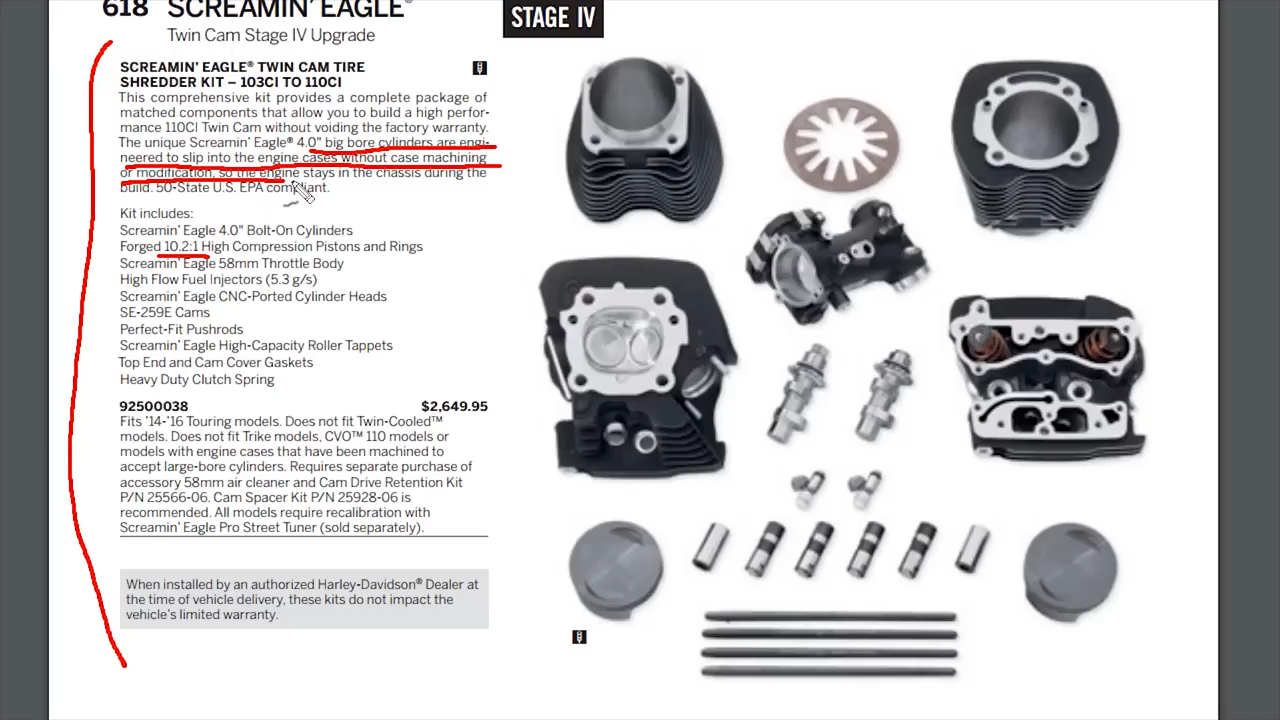 618 SCREAMIN' EAGLE®
Twin Cam Stage IV Upgrade
STAGE IV
SCREAMIN' EAGLE® TWIN CAM TIRE
SHREDDER KIT – 103CI TO 110CI
This comprehensive kit provides a complete package of
matched components that allow you to build a high perfor-
mance 110CI Twin Cam without voiding the factory warranty.
The unique Screamin' Eagle® 4.0" big bore cylinders are engi-
neered to slip into the engine cases without case machining
or modification, so the engine stays in the chassis during the
build. 50-State U.S. EPA compliant.
Kit includes:
Screamin' Eagle 4.0" Bolt-On Cylinders
Forged 10.2:1 High Compression Pistons and Rings
Screamin' Eagle 58mm Throttle Body
High Flow Fuel Injectors (5.3 g/s)
Screamin' Eagle CNC-Ported Cylinder Heads
SE-259E Cams
Perfect-Fit Pushrods
Screamin' Eagle High-Capacity Roller Tappets
Top End and Cam Cover Gaskets
Heavy Duty Clutch Spring
92500038 $2,649.95
Fits '14-'16 Touring models. Does not fit Twin-Cooled™
models. Does not fit Trike models, CVO™ 110 models or
models with engine cases that have been machined to
accept large-bore cylinders. Requires separate purchase of
accessory 58mm air cleaner and Cam Drive Retention Kit
P/N 25566-06. Cam Spacer Kit P/N 25928-06 is
recommended. All models require recalibration with
Screamin' Eagle Pro Street Tuner (sold separately).
When installed by an authorized Harley-Davidson® Dealer at
the time of vehicle delivery, these kits do not impact the
vehicle's limited warranty.